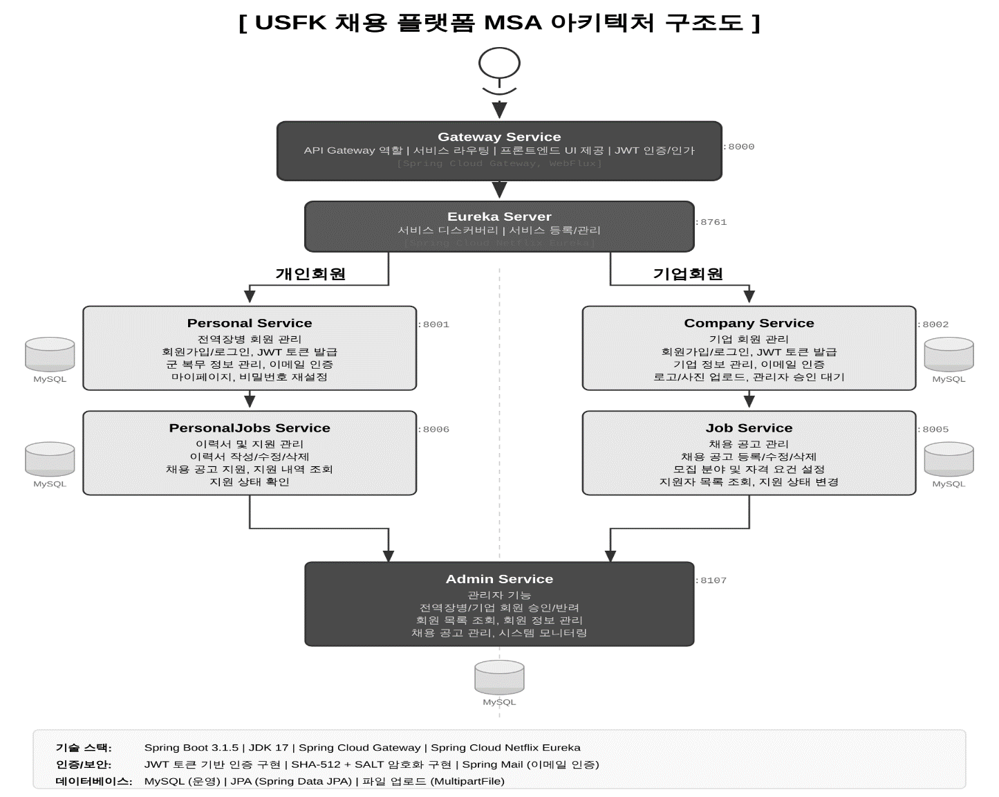 [ USFK 채용 플랫폼 MSA 아키텍처 구조도 ]
Gateway Service
API Gateway 역할 | 서비스 라우팅 | 프론트엔드 UI 제공 | JWT 인증/인가
[Spring Cloud Gateway, WebFlux]
:8000
Eureka Server
서비스 디스커버리 | 서비스 등록/관리
[Spring Cloud Netflix Eureka]
:8761
개인회원
기업회원
Personal Service
전역장병 회원 관리
회원가입/로그인, JWT 토큰 발급
군 복무 정보 관리, 이메일 인증
마이페이지, 비밀번호 재설정
:8001
MySQL
Company Service
기업 회원 관리
회원가입/로그인, JWT 토큰 발급
기업 정보 관리, 이메일 인증
로고/사진 업로드, 관리자 승인 대기
:8002
MySQL
PersonalJobs Service
이력서 및 지원 관리
이력서 작성/수정/삭제
채용 공고 지원, 지원 내역 조회
지원 상태 확인
:8006
MySQL
Job Service
채용 공고 관리
채용 공고 등록/수정/삭제
모집 분야 및 자격 요건 설정
지원자 목록 조회, 지원 상태 변경
:8005
MySQL
Admin Service
관리자 기능
전역장병/기업 회원 승인/반려
회원 목록 조회, 회원 정보 관리
채용 공고 관리, 시스템 모니터링
:8107
MySQL
기술 스택: Spring Boot 3.1.5 | JDK 17 | Spring Cloud Gateway | Spring Cloud Netflix Eureka
인증/보안: JWT 토큰 기반 인증 구현 | SHA-512 + SALT 암호화 구현 | Spring Mail (이메일 인증)
데이터베이스: MySQL (운영) | JPA (Spring Data JPA) | 파일 업로드 (MultipartFile)